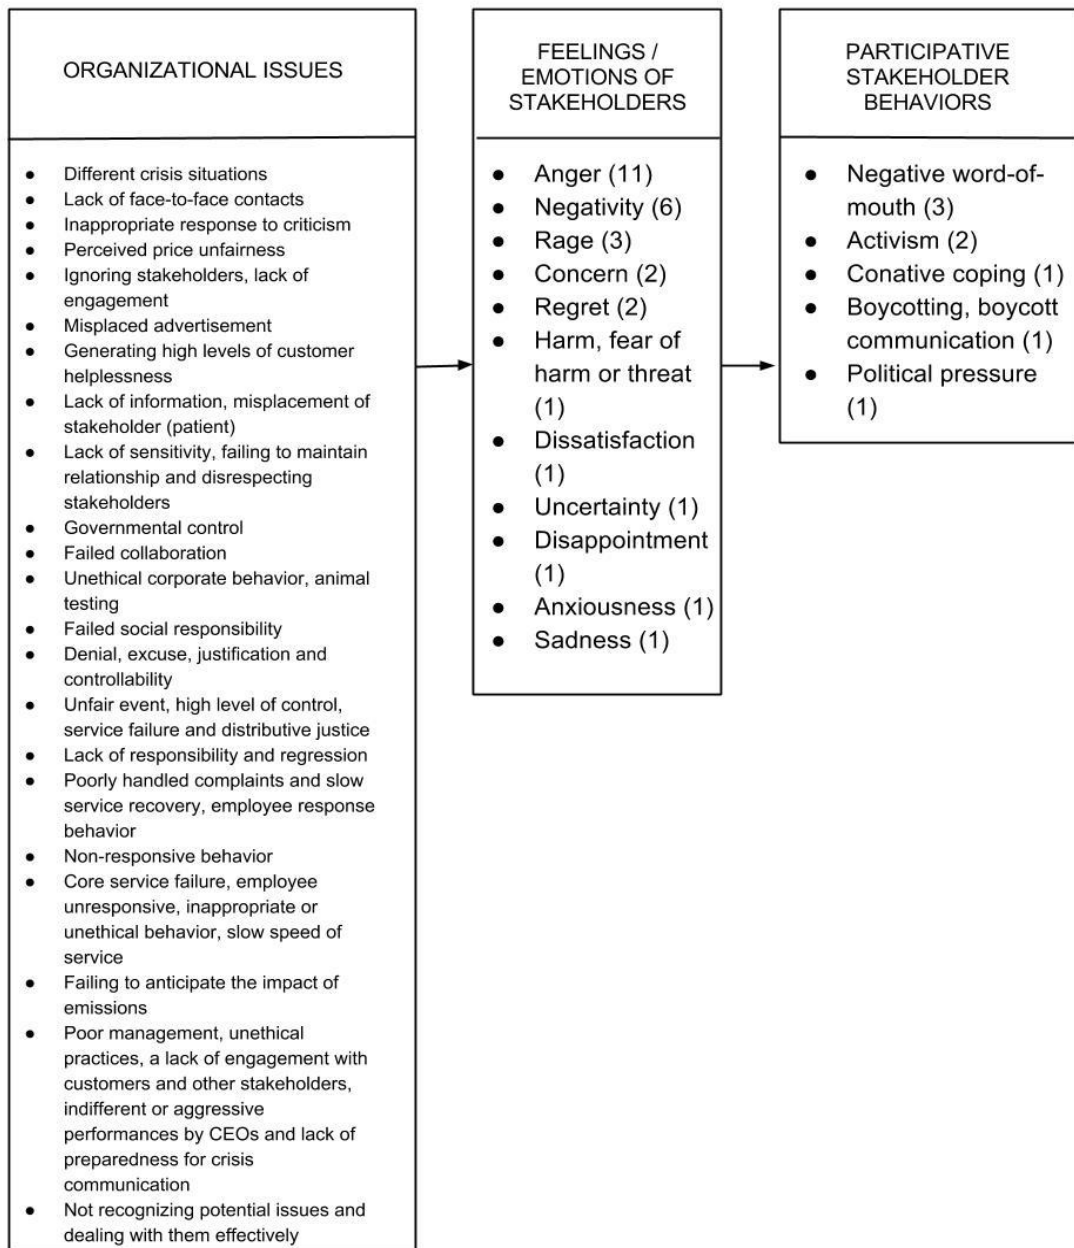 ORGANIZATIONAL ISSUES
● Different crisis situations
● Lack of face-to-face contacts
● Inappropriate response to criticism
● Perceived price unfairness
● Ignoring stakeholders, lack of
engagement
● Misplaced advertisement
● Generating high levels of customer
helplessness
● Lack of information, misplacement of
stakeholder (patient)
● Lack of sensitivity, failing to maintain
relationship and disrespecting
stakeholders
● Governmental control
● Failed collaboration
● Unethical corporate behavior, animal
testing
● Failed social responsibility
● Denial, excuse, justification and
controllability
● Unfair event, high level of control,
service failure and distributive justice
● Lack of responsibility and regression
● Poorly handled complaints and slow
service recovery, employee response
behavior
● Non-responsive behavior
● Core service failure, employee
unresponsive, inappropriate or
unethical behavior, slow speed of
service
● Failing to anticipate the impact of
emissions
● Poor management, unethical
practices, a lack of engagement with
customers and other stakeholders,
indifferent or aggressive
performances by CEOs and lack of
preparedness for crisis
communication
● Not recognizing potential issues and
dealing with them effectively
FEELINGS /
EMOTIONS OF
STAKEHOLDERS
● Anger (11)
● Negativity (6)
● Rage (3)
● Concern (2)
● Regret (2)
● Harm, fear of
harm or threat
(1)
● Dissatisfaction
(1)
● Uncertainty (1)
● Disappointment
(1)
● Anxiousness (1)
● Sadness (1)
PARTICIPATIVE
STAKEHOLDER
BEHAVIORS
● Negative word-of-
mouth (3)
● Activism (2)
● Conative coping (1)
● Boycotting, boycott
communication (1)
● Political pressure
(1)